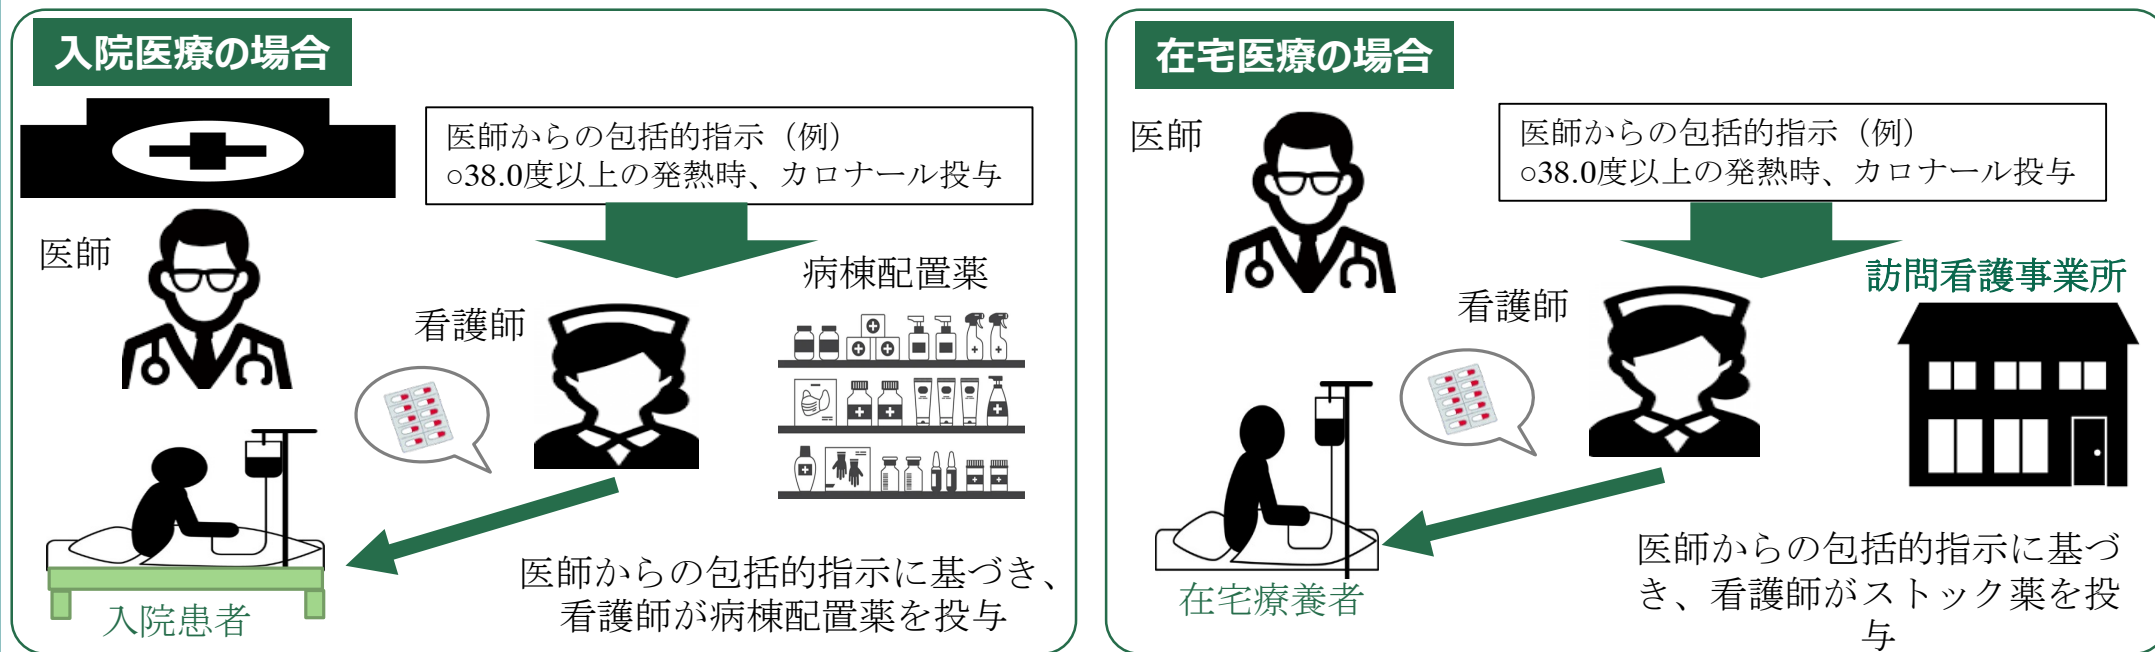 入院医療の場合
医師からの包括的指示（例）
○38.0度以上の発熱時、カロナール投与
医師
病棟配置薬
看護師
医師からの包括的指示に基づき、
看護師が病棟配置薬を投与
入院患者
在宅医療の場合
医師
医師からの包括的指示（例）
○38.0度以上の発熱時、カロナール投与
訪問看護事業所
看護師
医師からの包括的指示に基づ
き、看護師がストック薬を投
与
在宅療養者